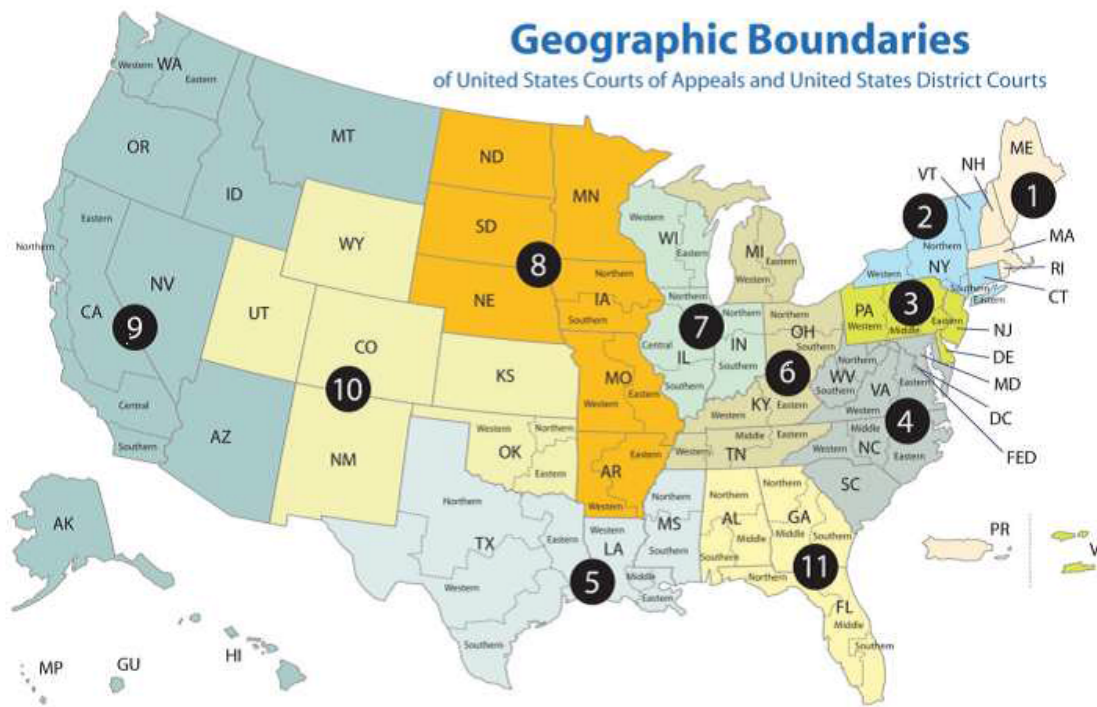 Geographic Boundaries
of United States Courts of Appeals and United States District Courts
Western WA Eastern
OR
MT
ID
ND
MN
SD
8
WY
NE
Northern
IA
Southern
Western
WI
Eastern
MI
Eastern
Western
VT
NH
ME
1
2
Northern
Western
NY
Southern
Eastern
MA
RI
CT
Eastern
Northern
NV
CA
9
UT
CO
10
Central
Southern
AZ
NM
KS
MO
Eastern
Western
Northern
7
Central
IL
Southern
Northern
IN
Southern
Northern
OH
Southern
6
KY
Eastern
Western
PA
3
Western
Middle
Eastern
NJ
DE
MD
DC
FED
Northern
WV
Southern
VA
Eastern
Western
4
Western
Northern
OK
Eastern
Eastern
AR
Western
Western
Middle
Eastern
TN
Middle
Western
NC
Eastern
SC
AK
Northern
TX
Western
Eastern
Southern
Western
LA
Middle
Eastern
5
Northern
MS
Southern
Northern
AL
Middle
Southern
Northern
GA
Middle
Southern
11
Northern
FL
Middle
Southern
PR
V
MP
GU
HI